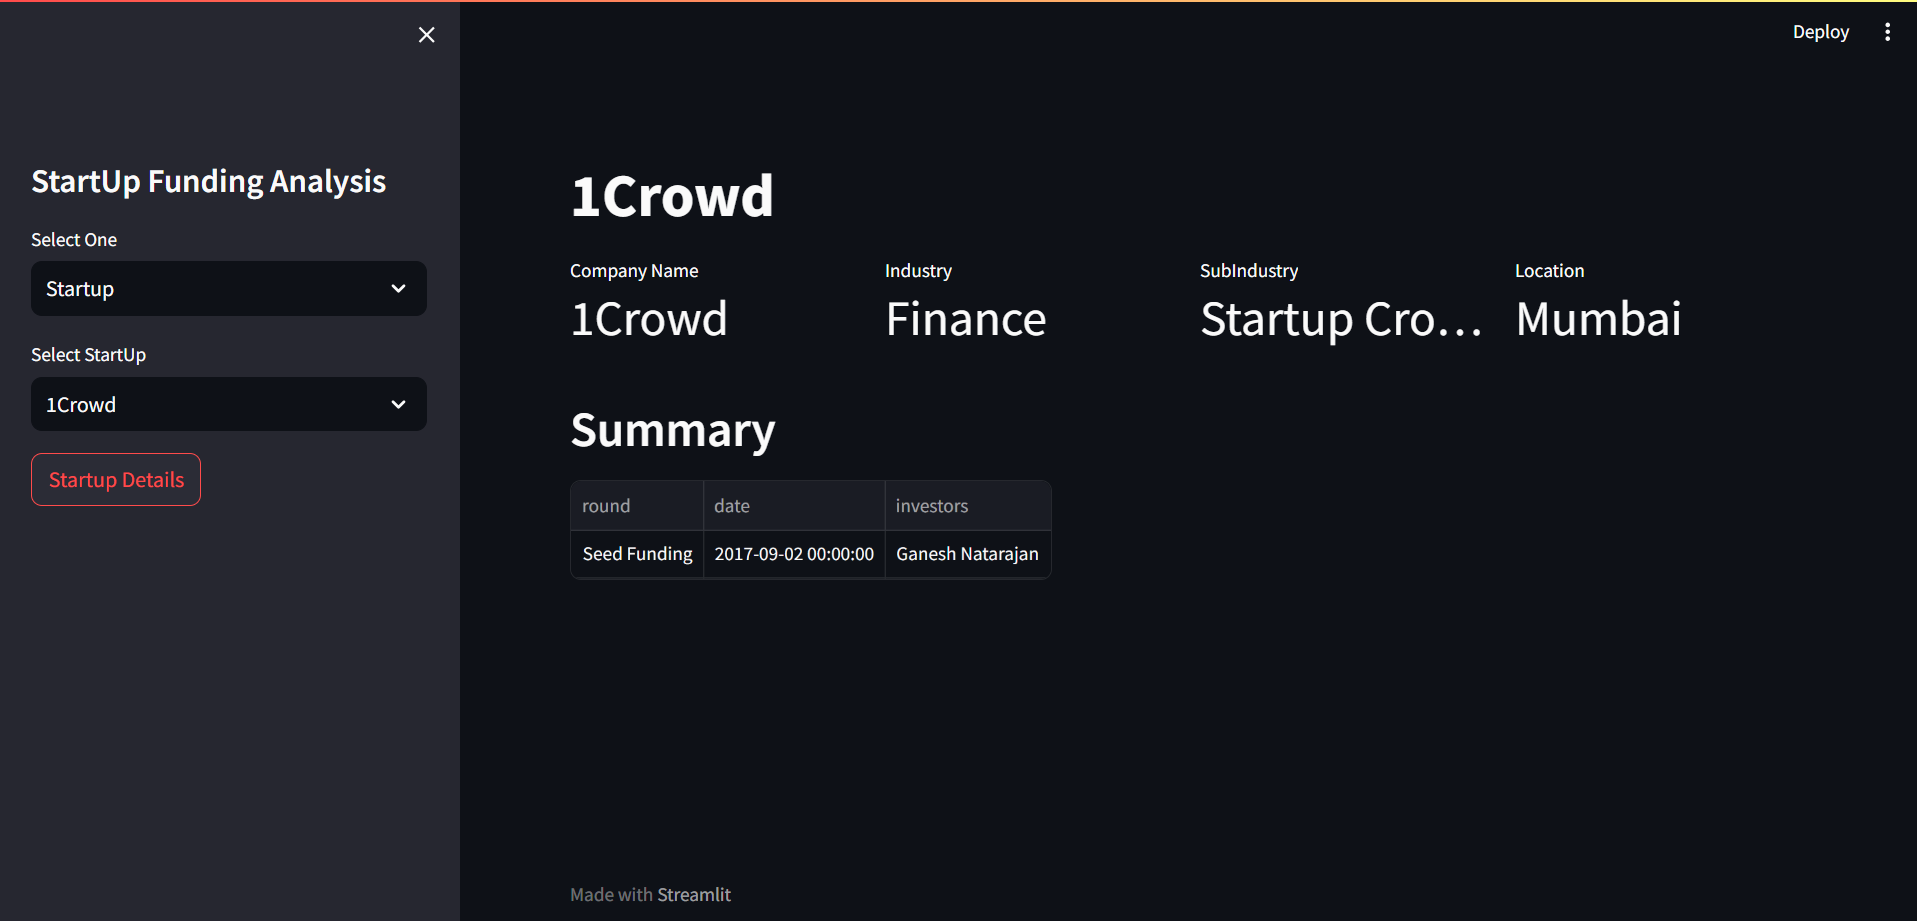 Deploy
StartUp Funding Analysis
Select One
Startup
Select StartUp
1Crowd
Startup Details
1Crowd
Company Name Industry SubIndustry Location
1Crowd Finance Startup Cro... Mumbai
Summary
round date investors
Seed Funding 2017-09-02 00:00:00 Ganesh Natarajan
Made with Streamlit